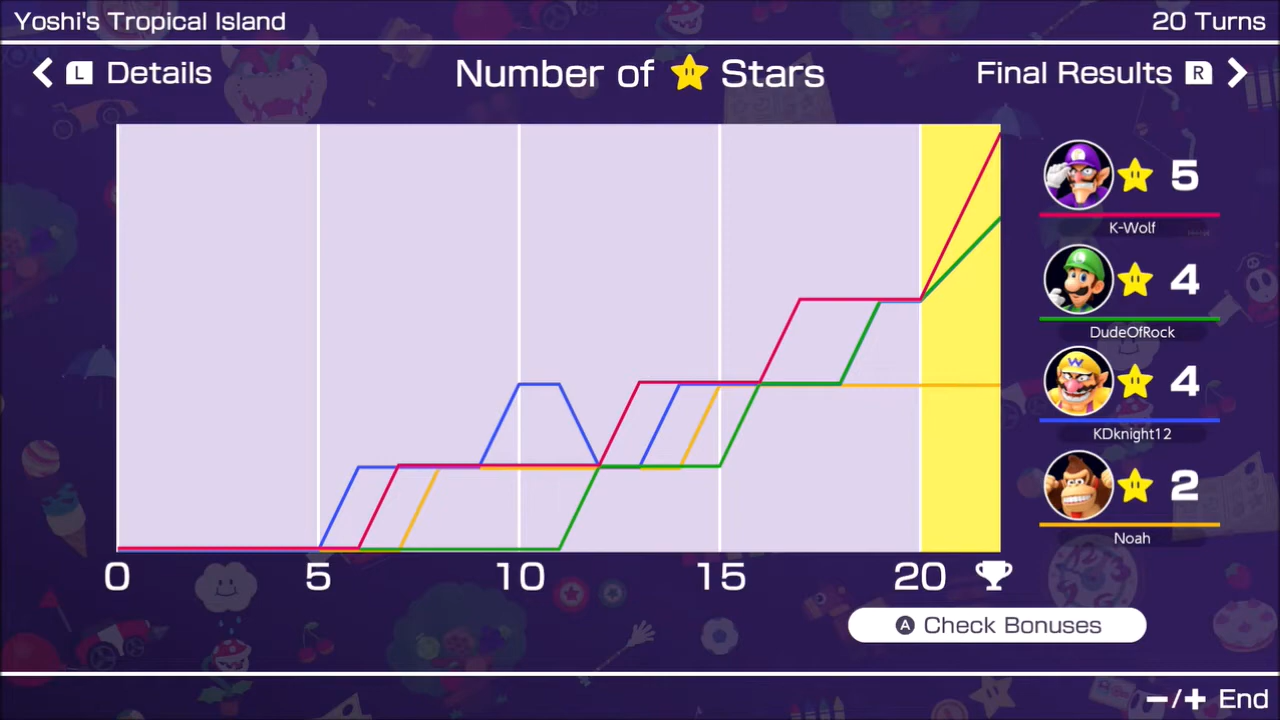 Yoshi's Tropical Island
20 Turns
L Details
Number of Stars
Final Results R
5
K-Wolf
4
DudeOfRock
4
KDknight12
2
Noah
0 5 10 15 20
A Check Bonuses
−/+ End